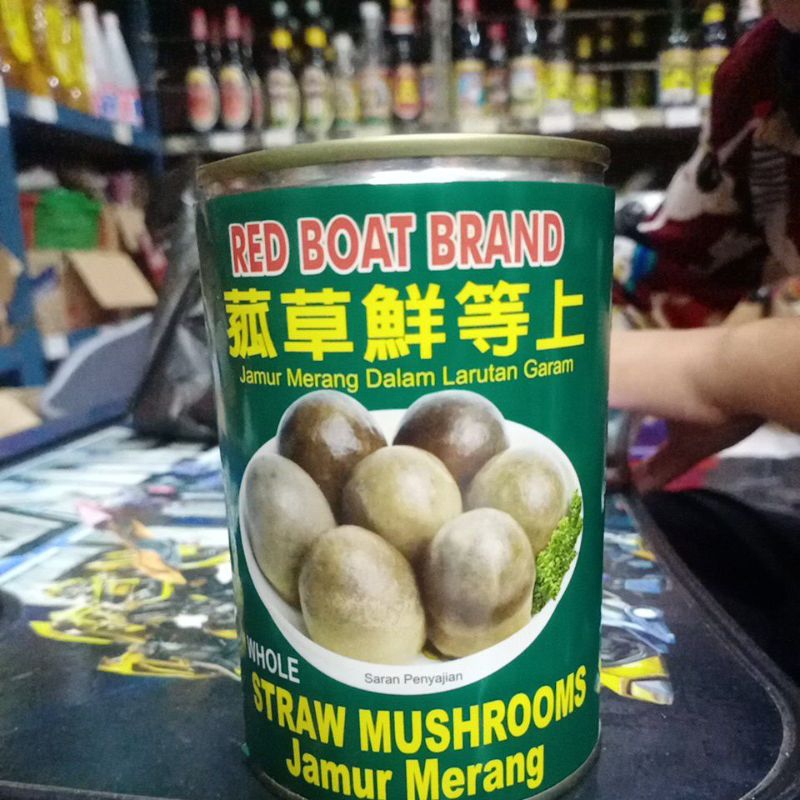 RED BOAT BRAND
菰草鮮等上
Jamur Merang Dalam Larutan Garam
WHOLE
Saran Penyajian
STRAW MUSHROOMS
Jamur Merang